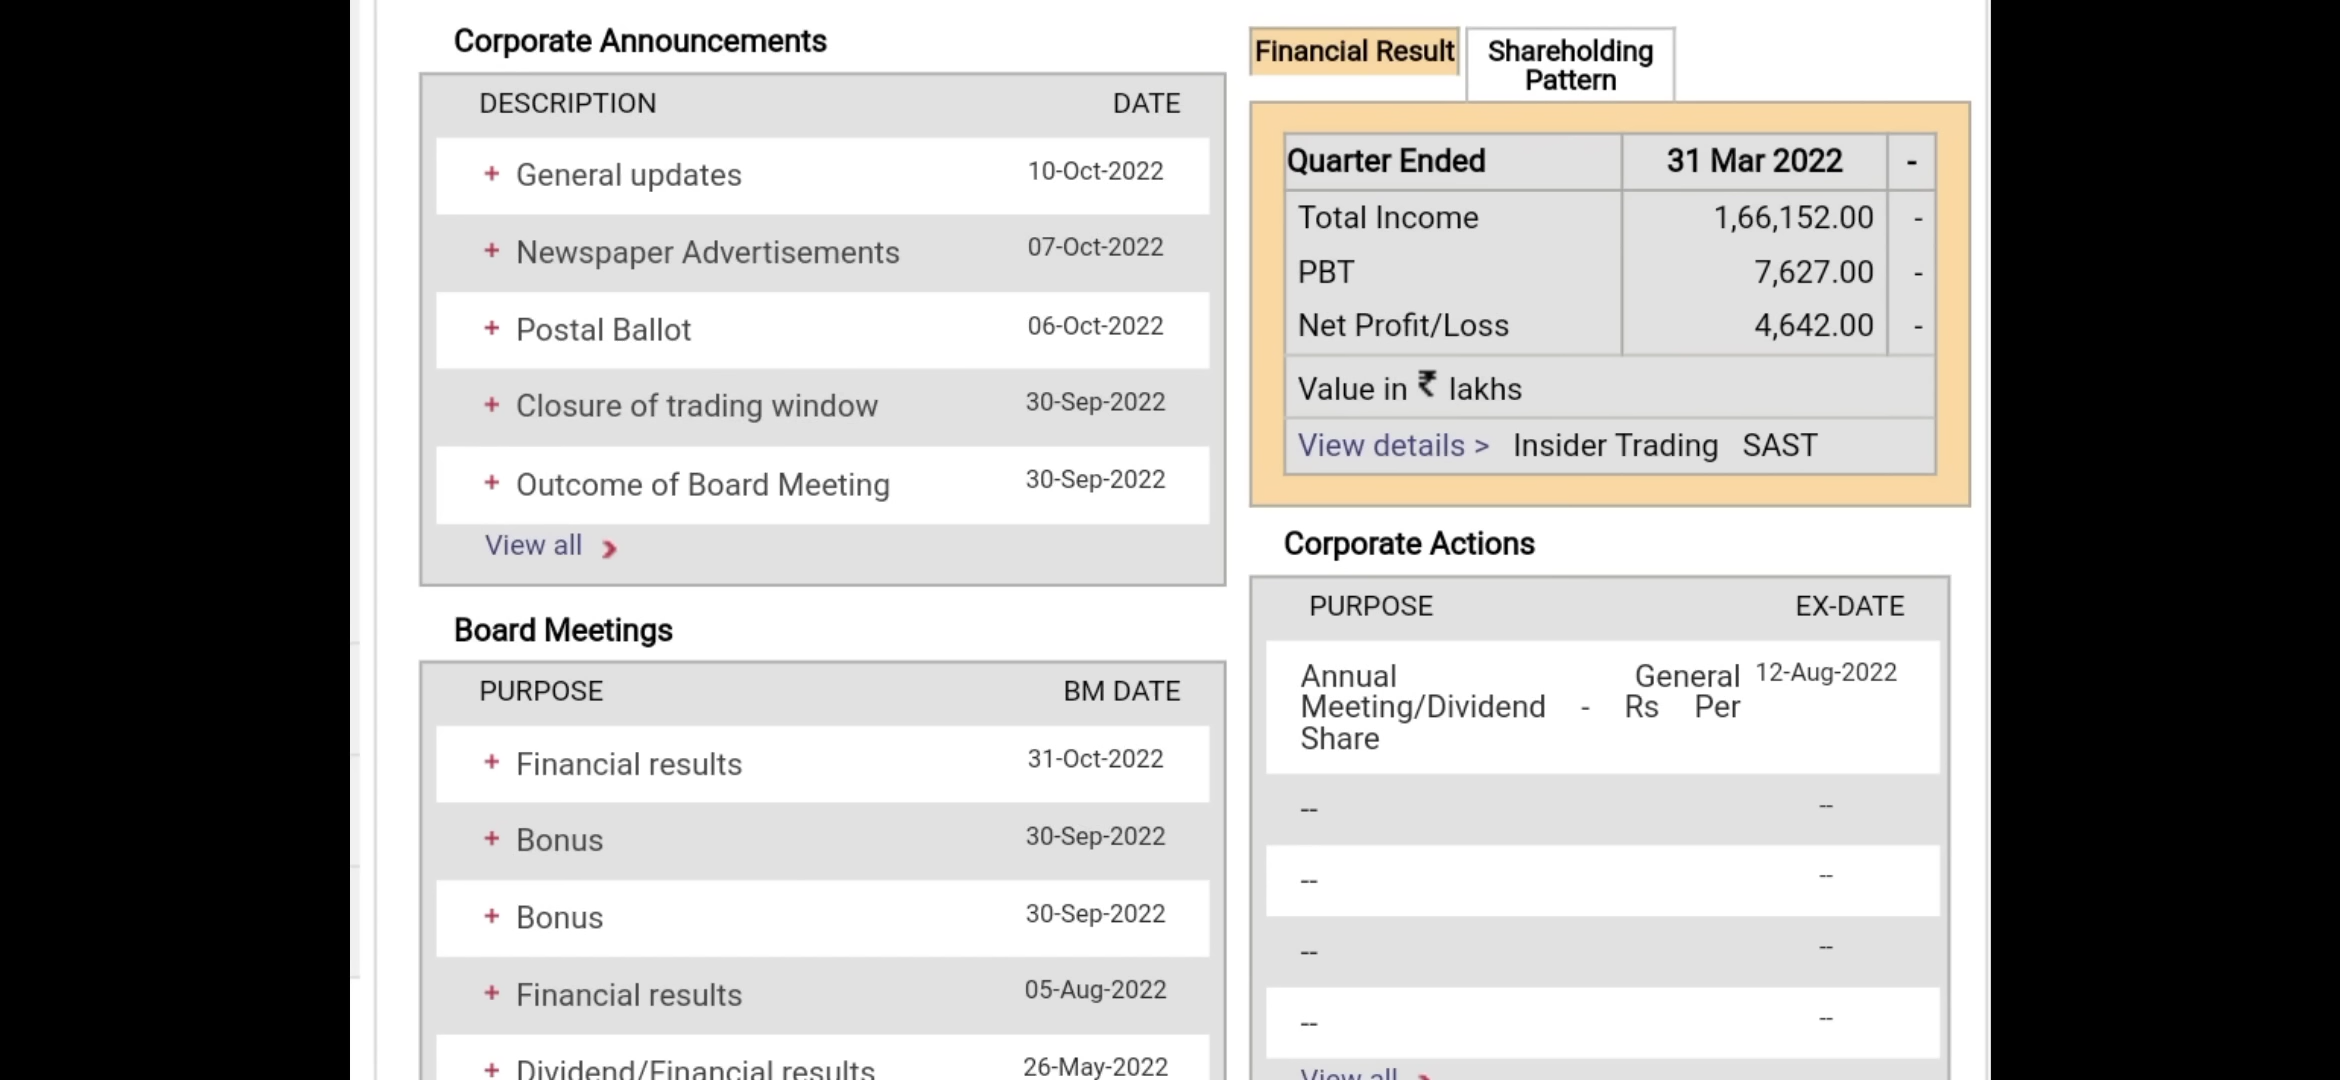 Corporate Announcements
DESCRIPTION DATE
+ General updates 10-Oct-2022
+ Newspaper Advertisements 07-Oct-2022
+ Postal Ballot 06-Oct-2022
+ Closure of trading window 30-Sep-2022
+ Outcome of Board Meeting 30-Sep-2022
View all
Board Meetings
PURPOSE BM DATE
+ Financial results 31-Oct-2022
+ Bonus 30-Sep-2022
+ Bonus 30-Sep-2022
+ Financial results 05-Aug-2022
+ Dividend/Financial results 26-May-2022
Financial Result
Shareholding
Pattern
Quarter Ended 31 Mar 2022 -
Total Income 1,66,152.00 -
PBT 7,627.00 -
Net Profit/Loss 4,642.00 -
Value in ₹ lakhs
View details > Insider Trading SAST
Corporate Actions
PURPOSE EX-DATE
Annual General 12-Aug-2022
Meeting/Dividend - Rs Per
Share
-- --
-- --
-- --
-- --
View all